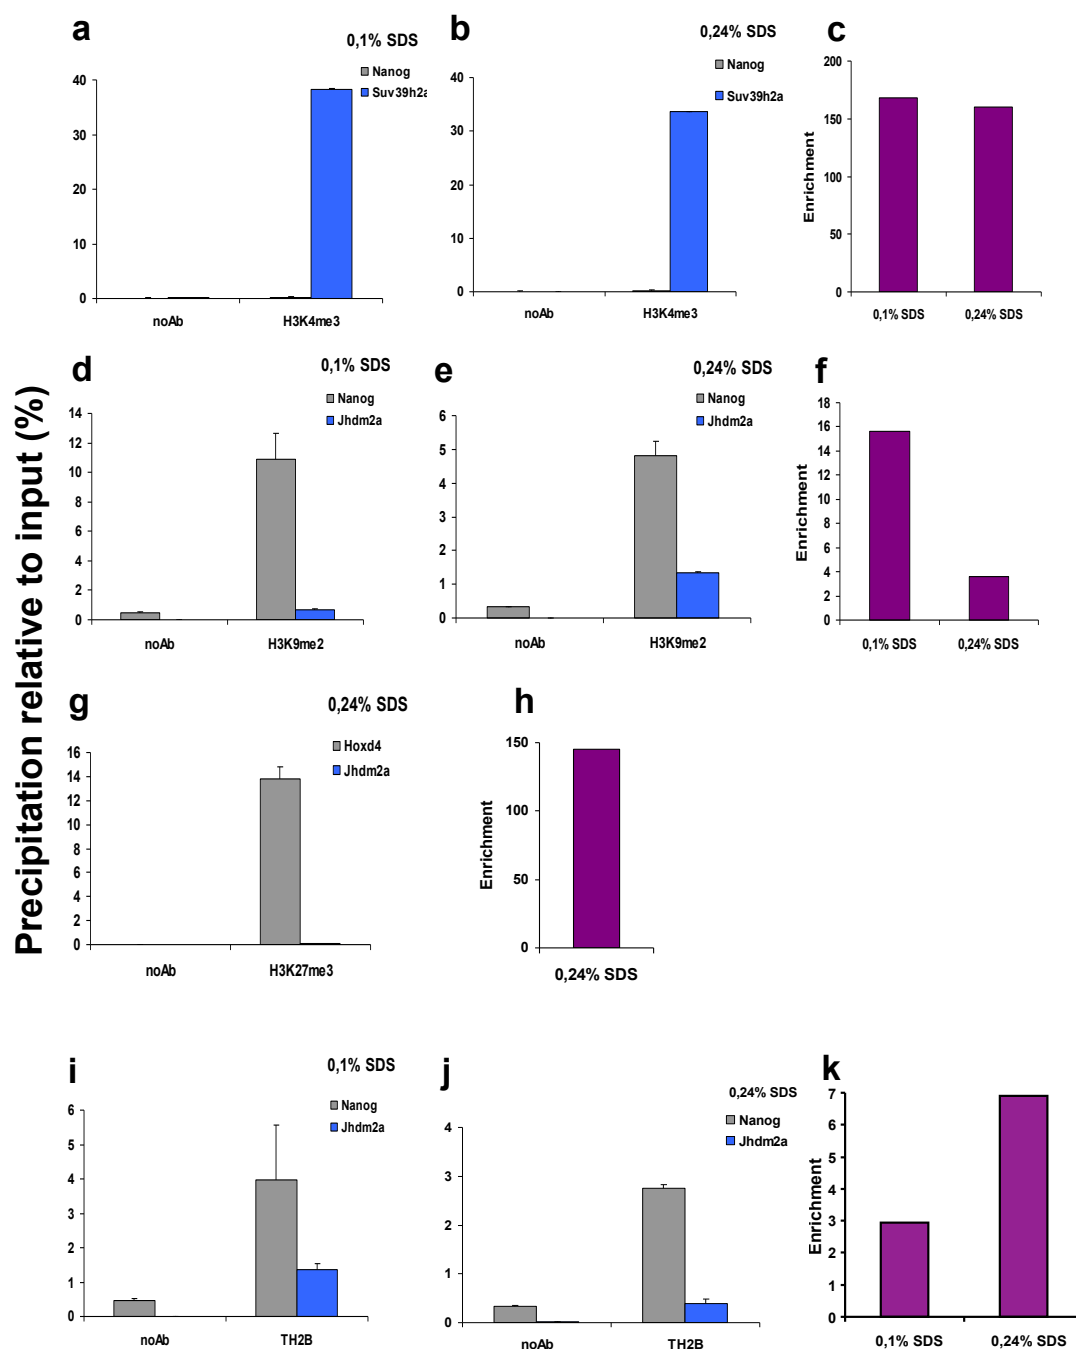 Precipitation relative to input (%)
a
0,1% SDS
Nanog
Suv39h2a
40
30
20
10
0
noAb
H3K4me3
b
0,24% SDS
Nanog
Suv39h2a
40
30
20
10
0
noAb
H3K4me3
c
Enrichment
200
150
100
50
0
0,1% SDS
0,24% SDS
d
0,1% SDS
Nanog
Jhdm2a
14
12
10
8
6
4
2
0
noAb
H3K9me2
e
0,24% SDS
Nanog
Jhdm2a
6
5
4
3
2
1
0
noAb
H3K9me2
f
Enrichment
18
16
14
12
10
8
6
4
2
0
0,1% SDS
0,24% SDS
g
0,24% SDS
Hoxd4
Jhdm2a
16
14
12
10
8
6
4
2
0
noAb
H3K27me3
h
Enrichment
150
100
50
0
0,24% SDS
i
0,1% SDS
Nanog
Jhdm2a
6
5
4
3
2
1
0
noAb
TH2B
j
0,24% SDS
Nanog
Jhdm2a
4
3
2
1
0
noAb
TH2B
k
Enrichment
7
6
5
4
3
2
1
0
0,1% SDS
0,24% SDS